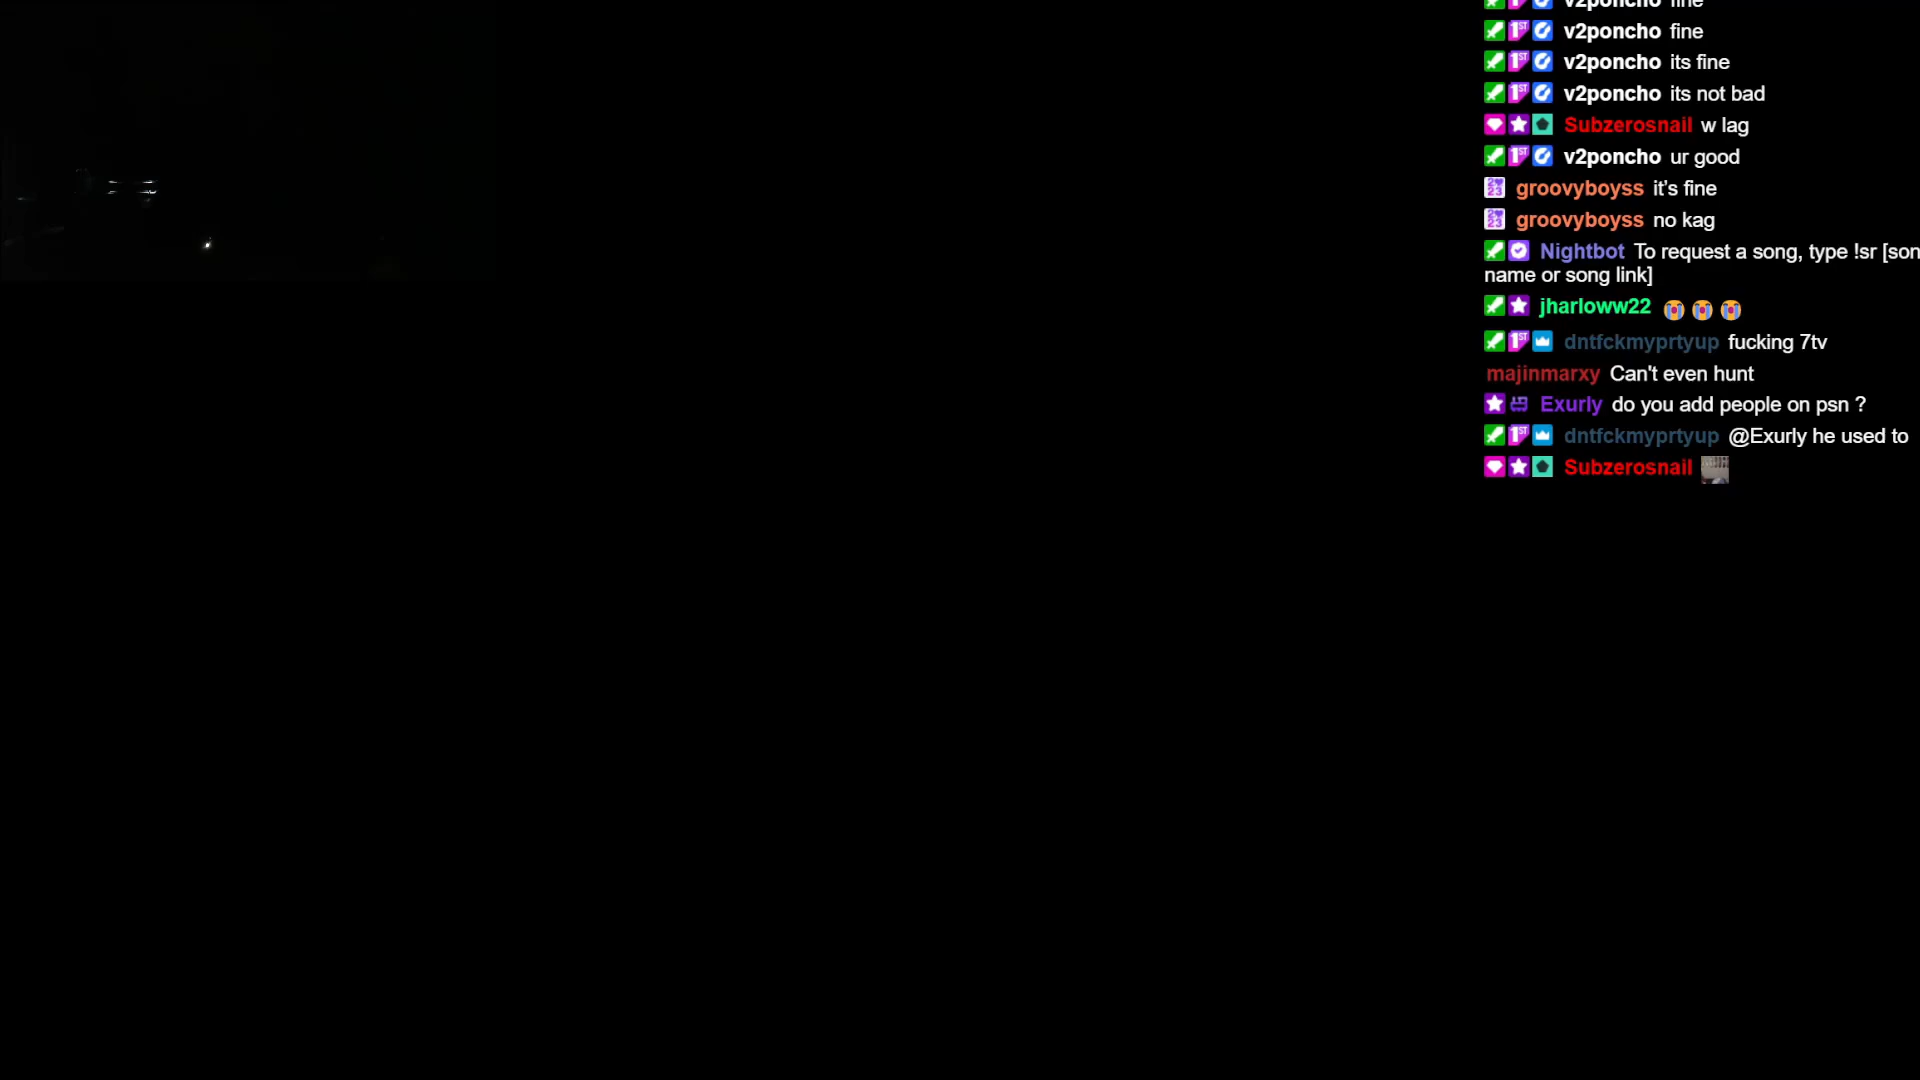 v2poncho fine
v2poncho fine
v2poncho its fine
v2poncho its not bad
Subzerosnail w lag
v2poncho ur good
groovyboyss it's fine
groovyboyss no kag
Nightbot To request a song, type !sr [son
name or song link]
jharloww22 😭 😭 😭
dntfckmyprtyup fucking 7tv
majinmarxy Can't even hunt
Exurly do you add people on psn ?
dntfckmyprtyup @Exurly he used to
Subzerosnail